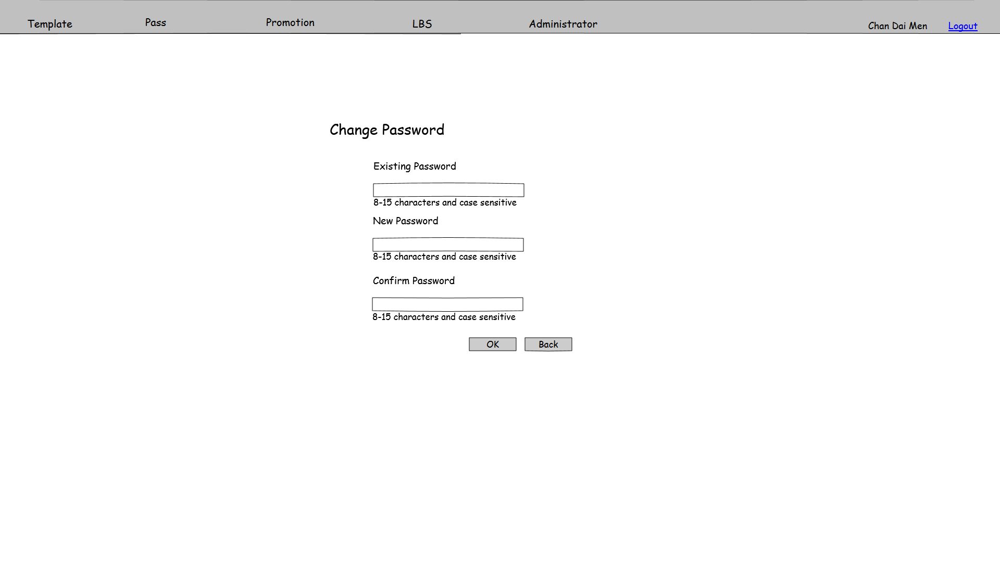 Template Pass Promotion LBS Administrator Chan Dai Men Logout
Change Password
Existing Password
8-15 characters and case sensitive
New Password
8-15 characters and case sensitive
Confirm Password
8-15 characters and case sensitive
OK Back